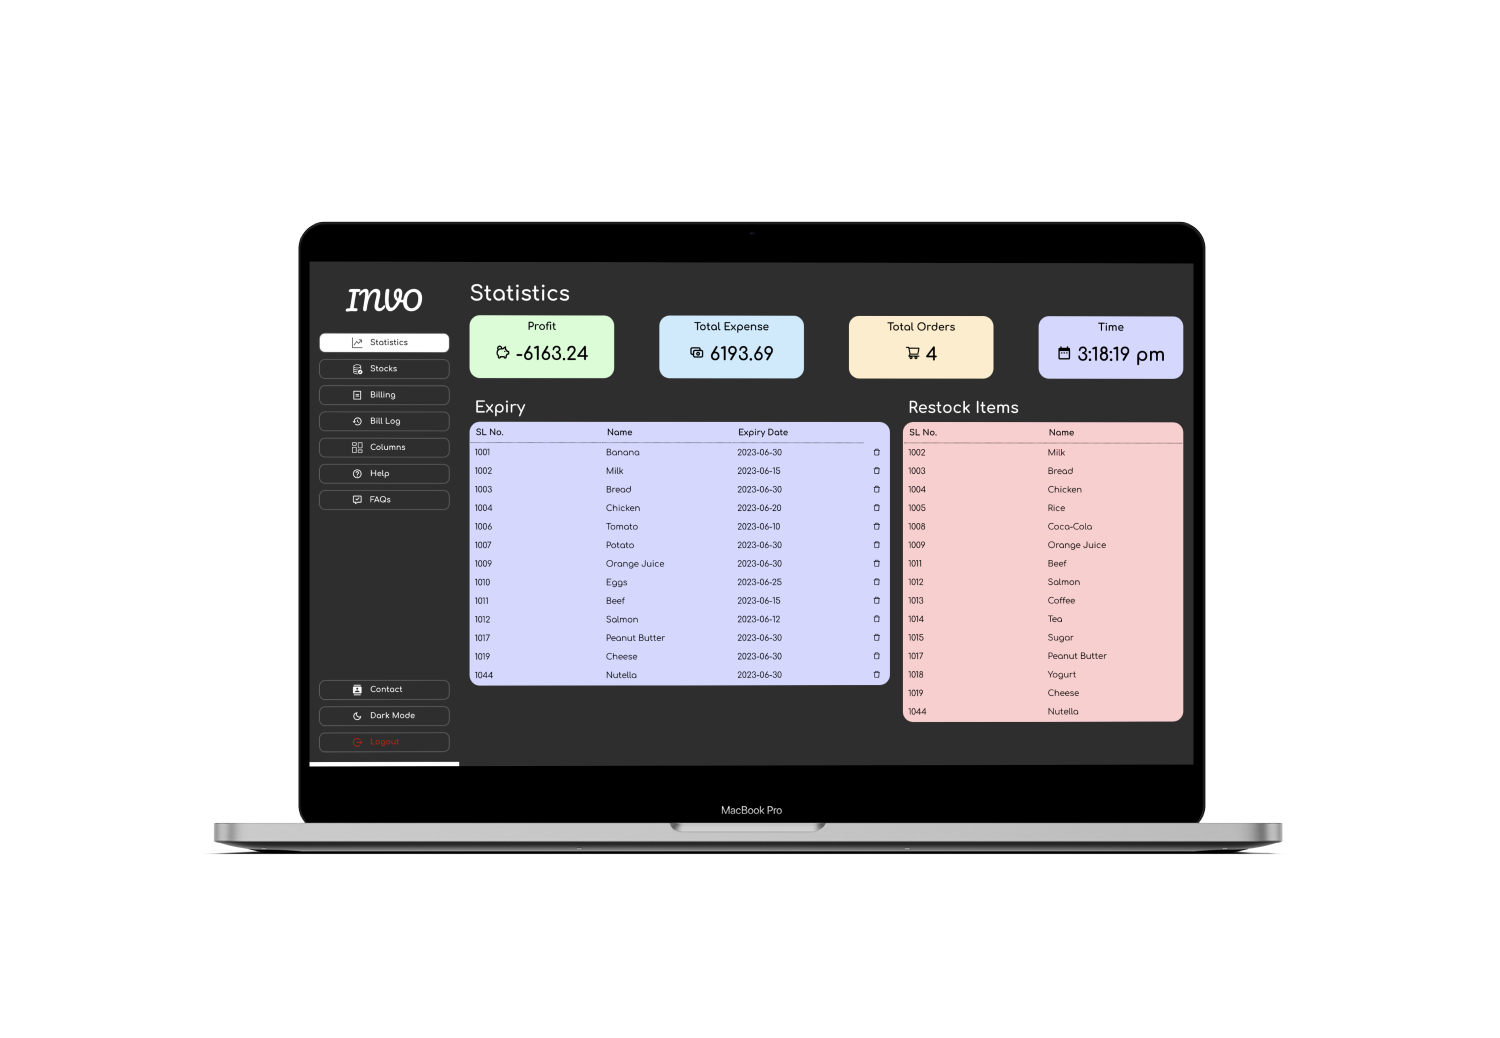 INVO
Statistics
Stocks
Billing
Bill Log
Columns
Help
FAQs
Contact
Dark Mode
Logout
Statistics
Profit
-6163.24
Total Expense
6193.69
Total Orders
4
Time
3:18:19 pm
Expiry
SL No. Name Expiry Date
1001 Banana 2023-06-30
1002 Milk 2023-06-15
1003 Bread 2023-06-30
1004 Chicken 2023-06-20
1006 Tomato 2023-06-10
1007 Potato 2023-06-30
1009 Orange Juice 2023-06-30
1010 Eggs 2023-06-25
1011 Beef 2023-06-15
1012 Salmon 2023-06-12
1017 Peanut Butter 2023-06-30
1019 Cheese 2023-06-30
1044 Nutella 2023-06-30
Restock Items
SL No. Name
1002 Milk
1003 Bread
1004 Chicken
1005 Rice
1008 Coca-Cola
1009 Orange Juice
1011 Beef
1012 Salmon
1013 Coffee
1014 Tea
1015 Sugar
1017 Peanut Butter
1018 Yogurt
1019 Cheese
1044 Nutella
MacBook Pro